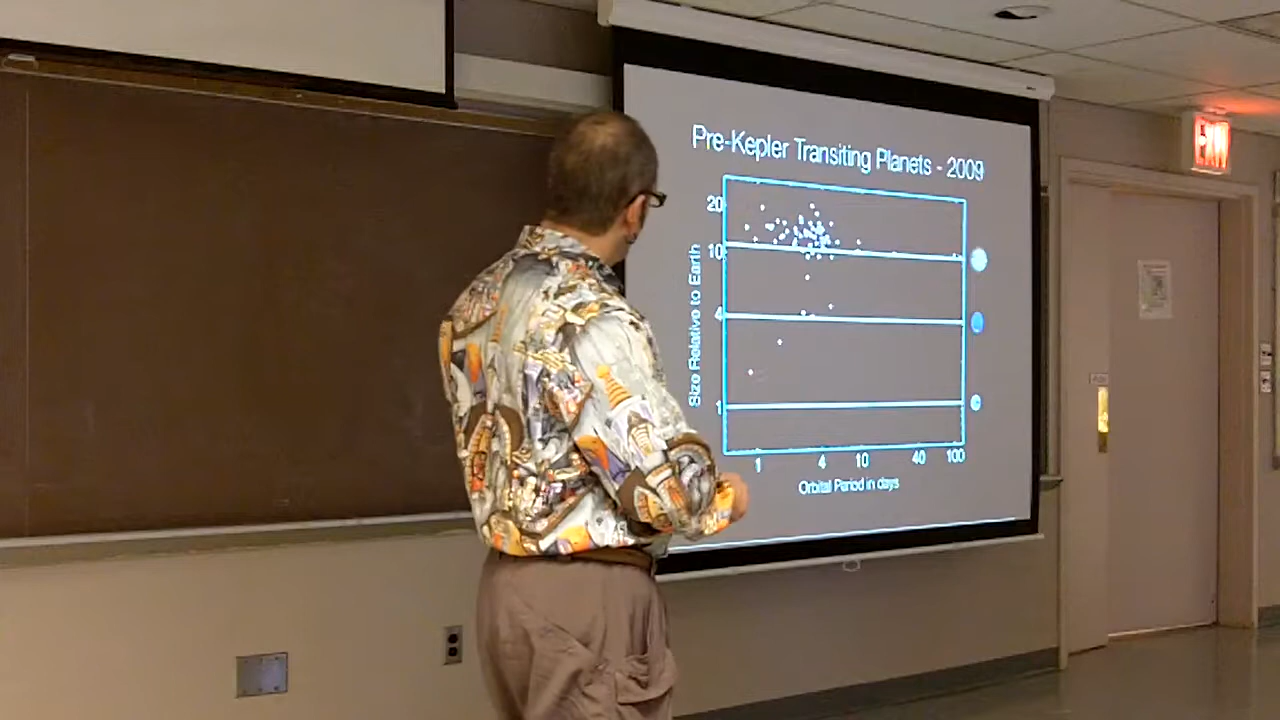 Pre-Kepler Transiting Planets - 2009
20
10
4
1
Size Relative to Earth
1 4 10 40 100
Orbital Period in days